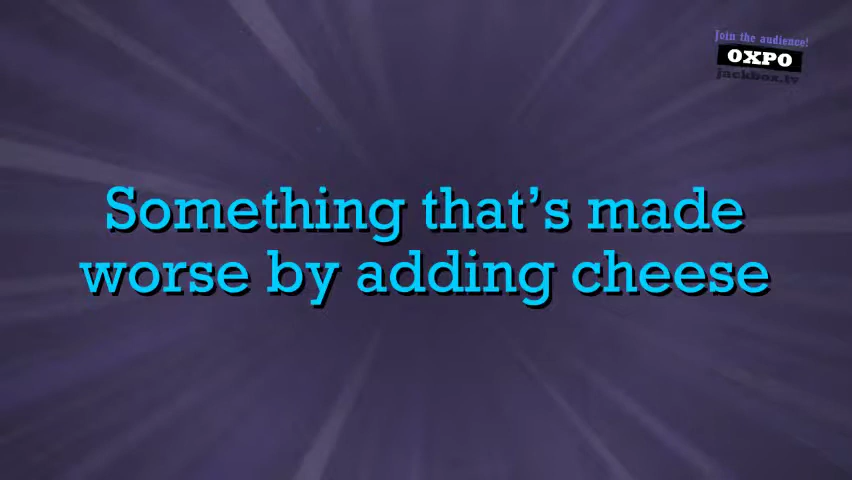 Join the audience!
OXPO
jackbox.tv
Something that's made
worse by adding cheese